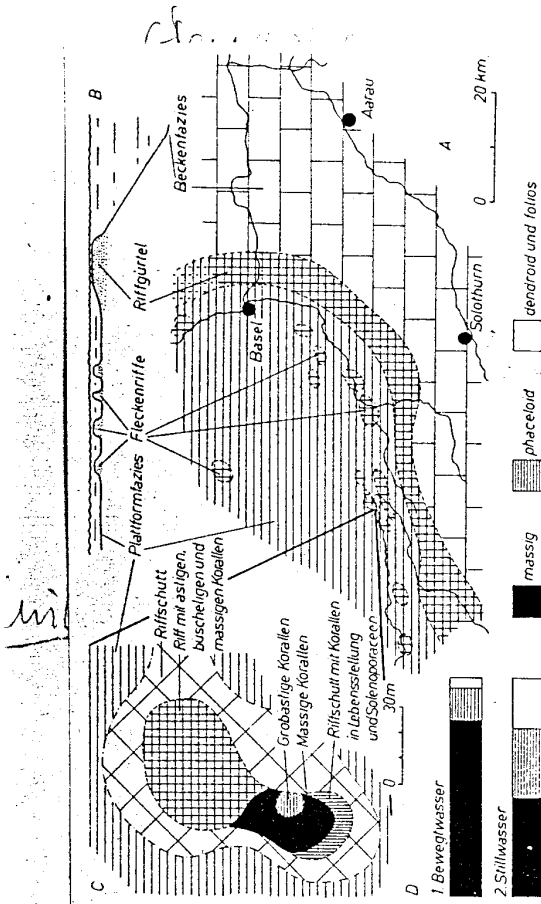 C
Riffschutt
Riff mit ästigen,
buscheligen und
massigen Korallen
Grobästige Korallen
Massige Korallen
Riffschutt mit Korallen
in Lebensstellung
und Solenoporaceen
0 30m
B
Plattformfazies
Fleckenriffe
Riffgürtel
Beckenfazies
Basel
Aarau
Solothurn
A
0 20 km
D
1. Bewegtwasser
2. Stillwasser
massig
phaceloid
dendroid und folios